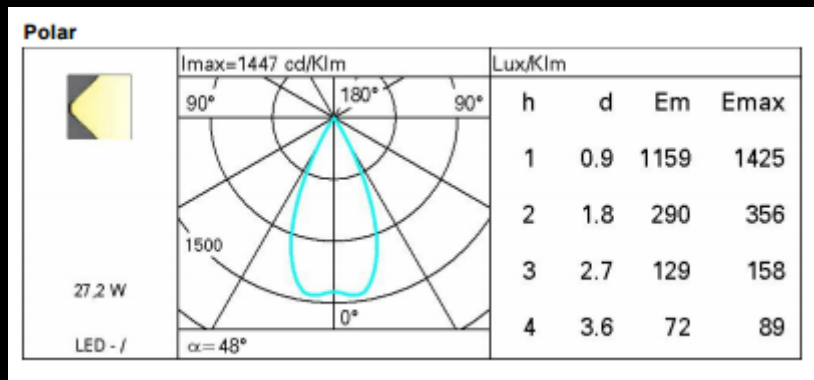 Polar
Imax=1447 cd/Klm
Lux/Klm
90°
180°
90°
h d Em Emax
1 0.9 1159 1425
2 1.8 290 356
1500
3 2.7 129 158
27,2 W
0°
4 3.6 72 89
LED - /
α=48°